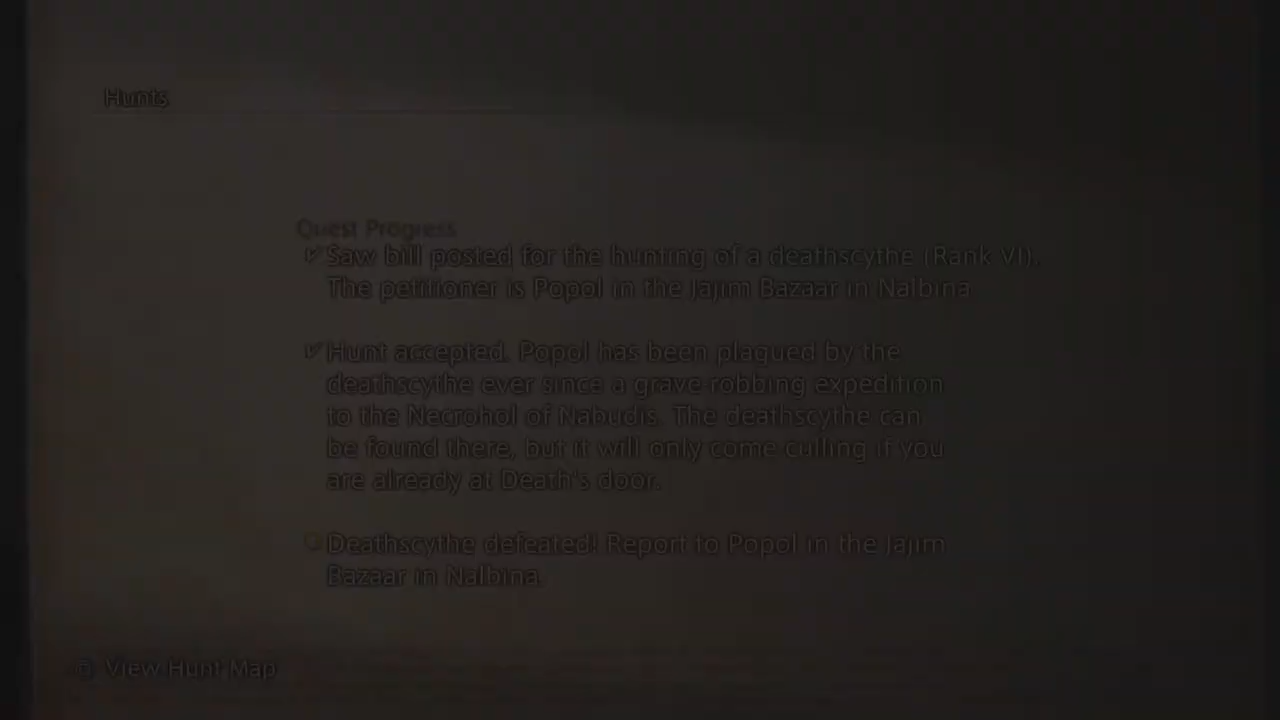 Hunts
Quest Progress
Saw bill posted for the hunting of a deathscythe (Rank VI).
The petitioner is Popol in the Jajim Bazaar in Nalbina.
Hunt accepted. Popol has been plagued by the
deathscythe ever since a grave-robbing expedition
to the Necrohol of Nabudis. The deathscythe can
be found there, but it will only come culling if you
are already at Death's door.
Deathscythe defeated! Report to Popol in the Jajim
Bazaar in Nalbina.
View Hunt Map